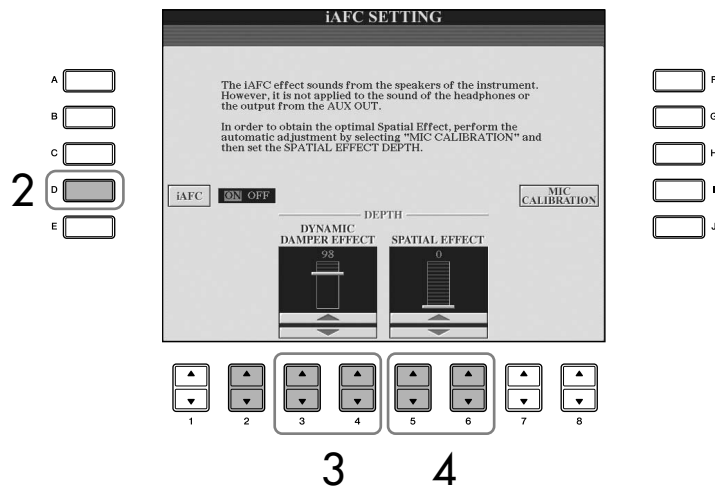 iAFC SETTING
The iAFC effect sounds from the speakers of the instrument.
However, it is not applied to the sound of the headphones or
the output from the AUX OUT.
In order to obtain the optimal Spatial Effect, perform the
automatic adjustment by selecting "MIC CALIBRATION" and
then set the SPATIAL EFFECT DEPTH.
A
B
C
2 D
E
F
G
H
I
J
iAFC ON OFF
MIC
CALIBRATION
DEPTH
DYNAMIC
DAMPER EFFECT
SPATIAL EFFECT
98
0
1 2 3 4 5 6 7 8
3 4